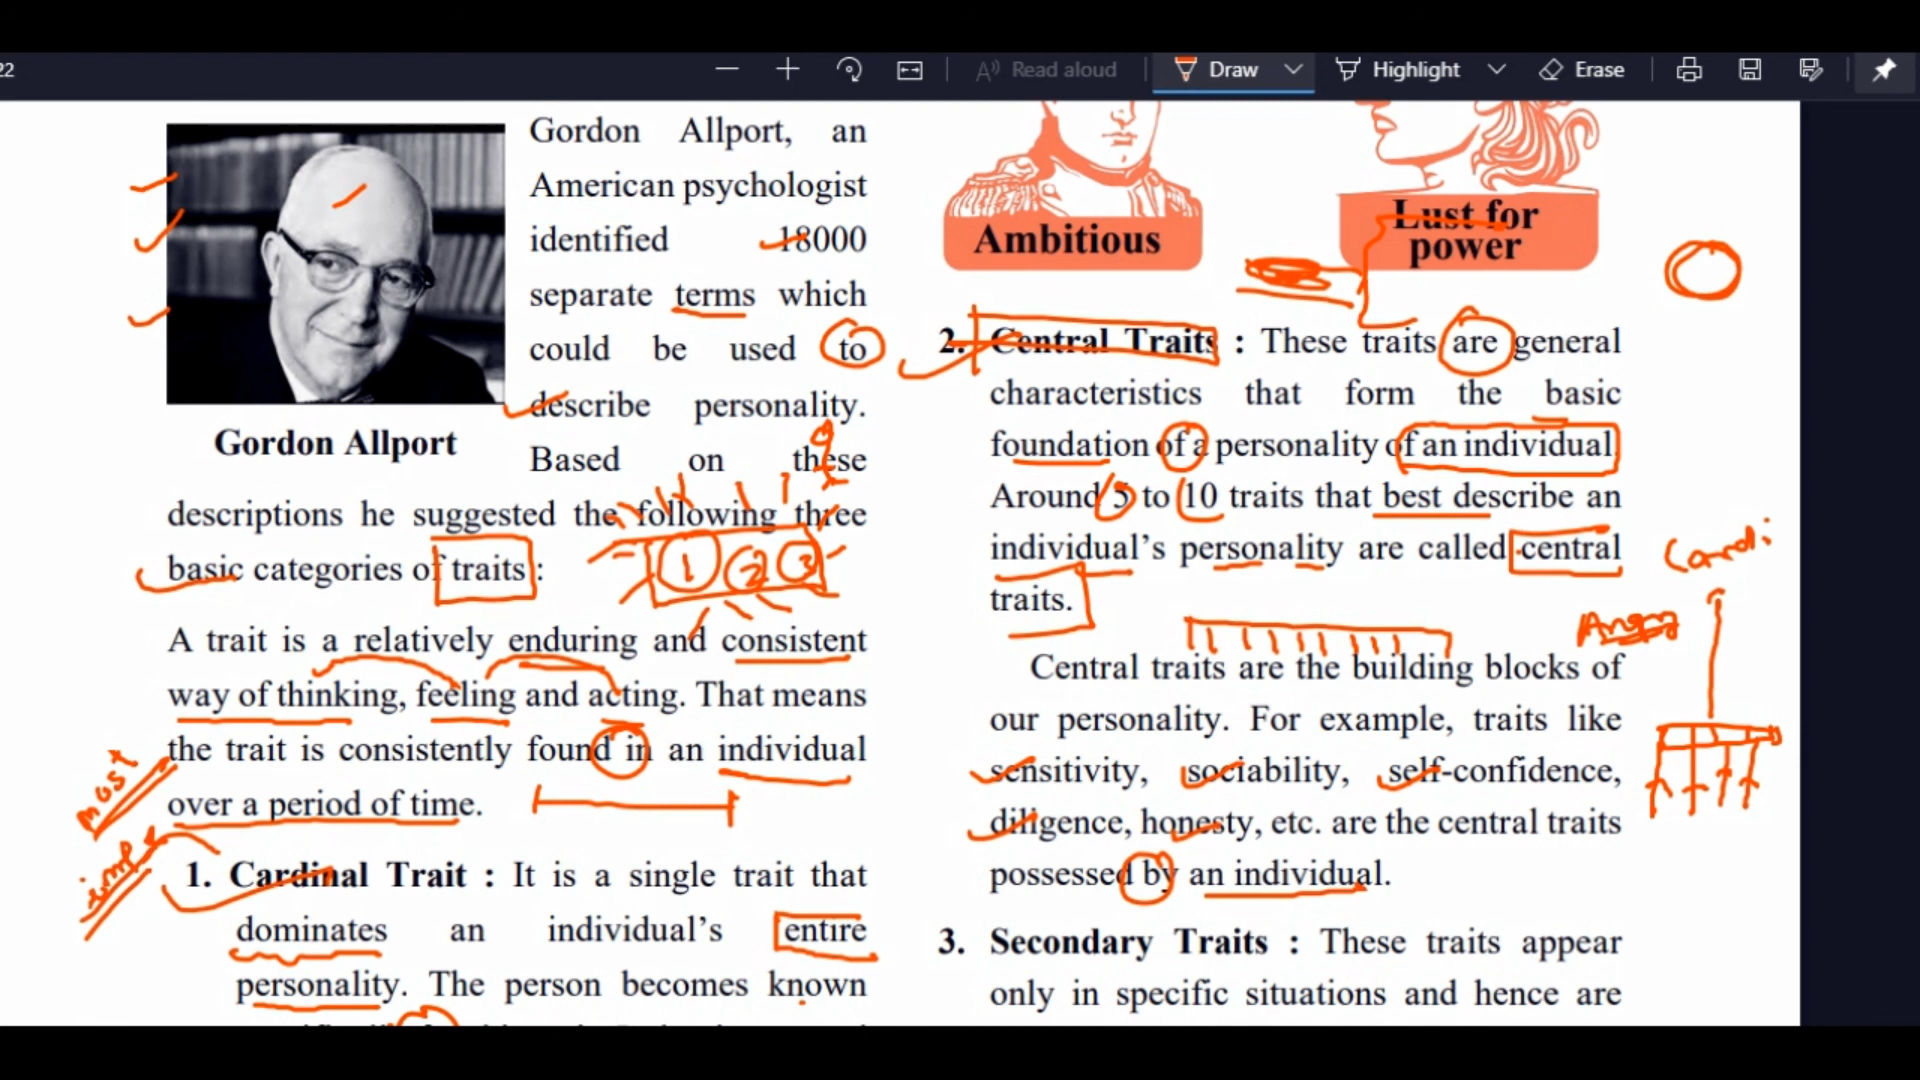 22
Read aloud
Draw
Highlight
Erase
Gordon Allport, an
American psychologist
identified 18000
separate terms which
could be used to
describe personality.
Based on these
Gordon Allport
descriptions he suggested the following three
basic categories of traits :
1 2 3
A trait is a relatively enduring and consistent
way of thinking, feeling and acting. That means
the trait is consistently found in an individual
over a period of time.
most
imp
1. Cardinal Trait : It is a single trait that
dominates an individual's entire
personality. The person becomes known
Ambitious
Lust for
power
2. Central Traits : These traits are general
characteristics that form the basic
foundation of a personality of an individual.
Around 5 to 10 traits that best describe an
individual's personality are called central
traits.
Cardi
Angry
Central traits are the building blocks of
our personality. For example, traits like
sensitivity, sociability, self-confidence,
diligence, honesty, etc. are the central traits
possessed by an individual.
3. Secondary Traits : These traits appear
only in specific situations and hence are